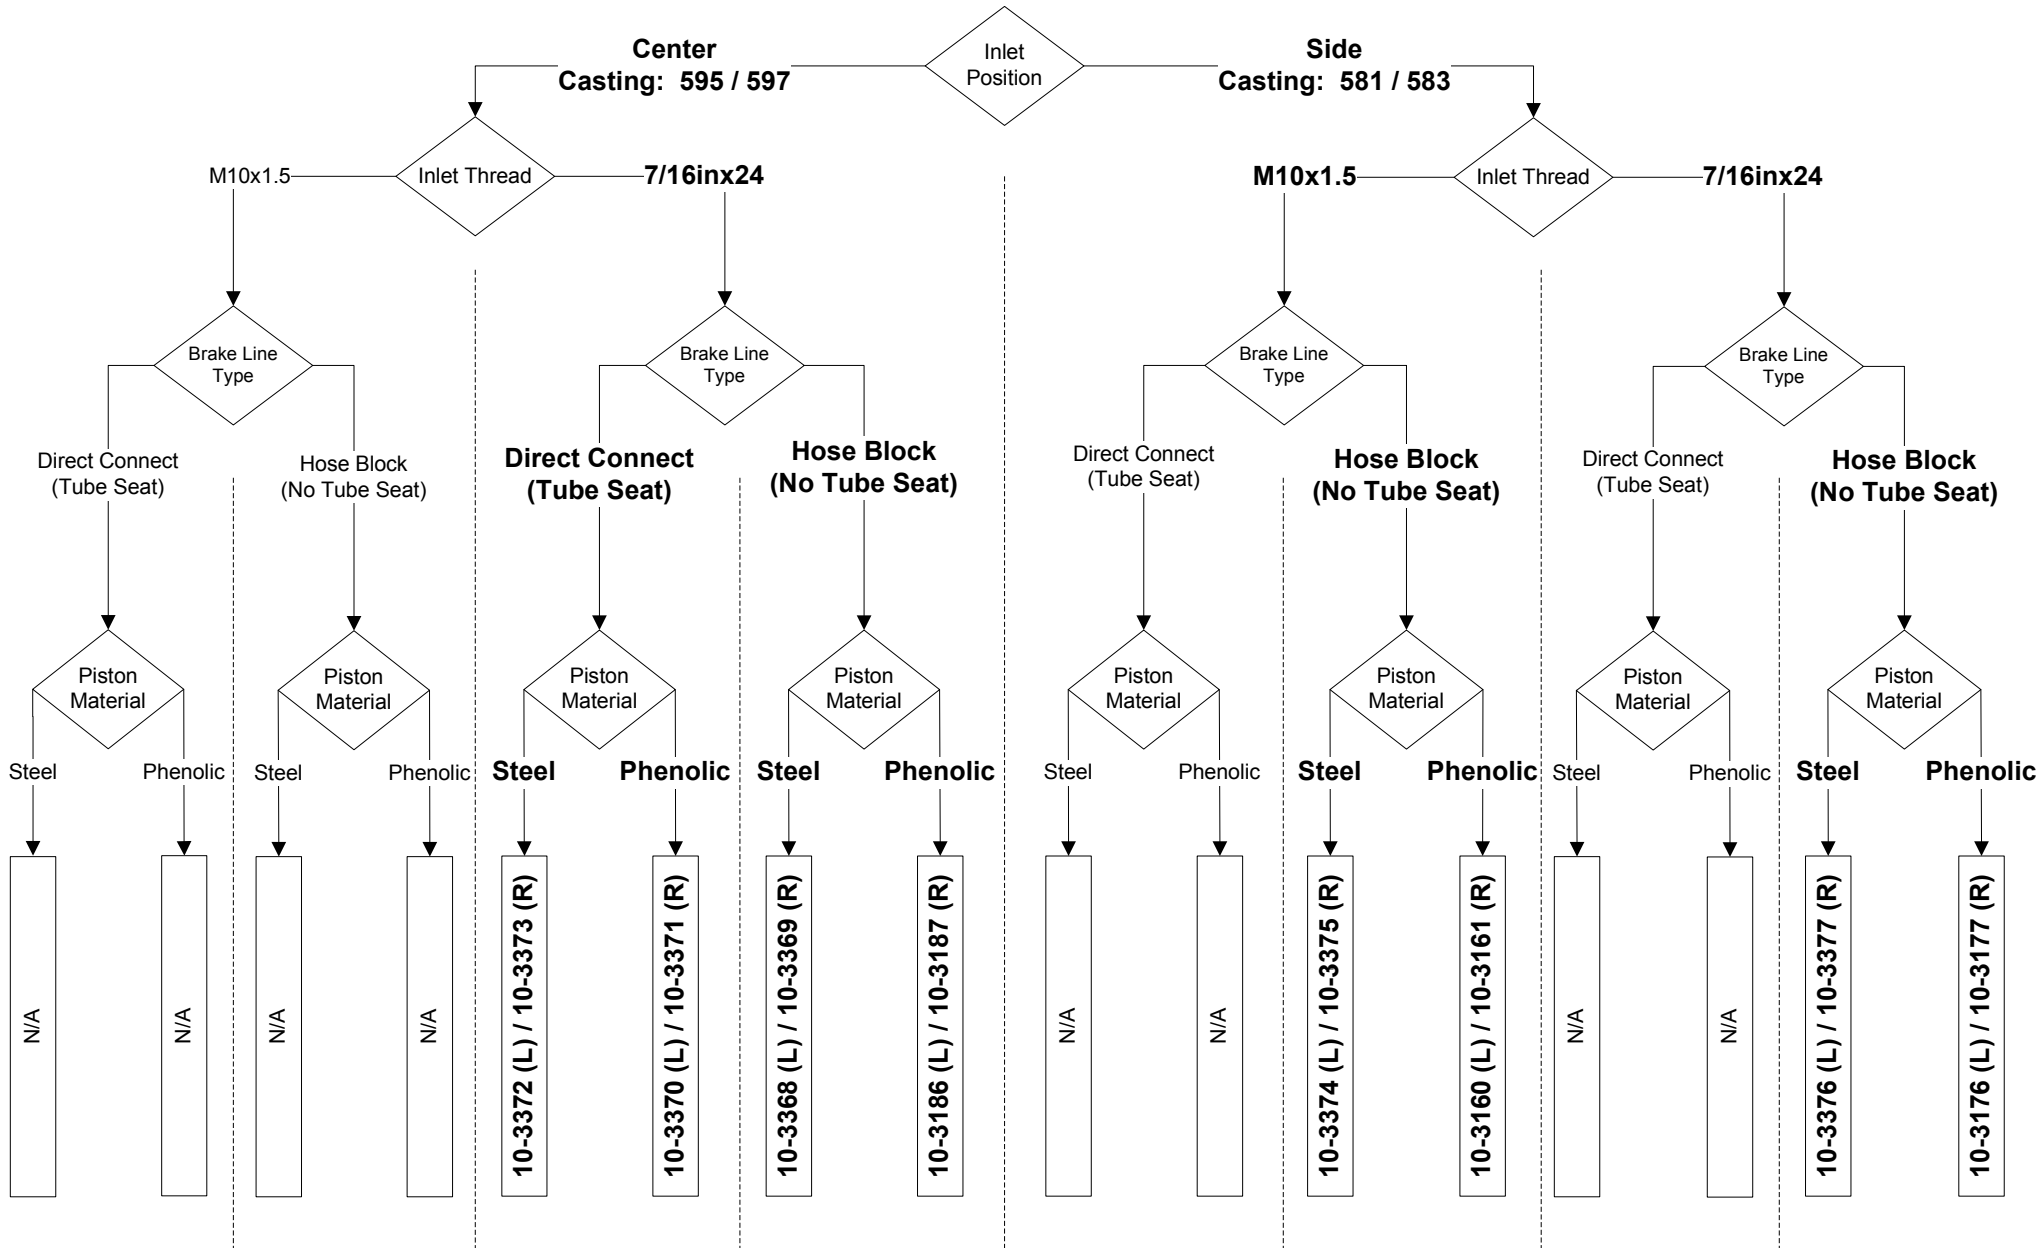 Inlet
Position
Center
Casting:  595 / 597
Side
Casting:  581 / 583
Inlet Thread
M10x1.5
7/16inx24
Inlet Thread
M10x1.5
7/16inx24
Brake Line
Type
Brake Line
Type
Brake Line
Type
Brake Line
Type
Direct Connect
(Tube Seat)
Hose Block
(No Tube Seat)
Direct Connect
(Tube Seat)
Hose Block
(No Tube Seat)
Direct Connect
(Tube Seat)
Hose Block
(No Tube Seat)
Direct Connect
(Tube Seat)
Hose Block
(No Tube Seat)
Piston
Material
Piston
Material
Piston
Material
Piston
Material
Piston
Material
Piston
Material
Piston
Material
Piston
Material
Steel
Phenolic
Steel
Phenolic
Steel
Phenolic
Steel
Phenolic
Steel
Phenolic
Steel
Phenolic
Steel
Phenolic
Steel
Phenolic
N/A
N/A
N/A
N/A
10-3372 (L) / 10-3373 (R)
10-3370 (L) / 10-3371 (R)
10-3368 (L) / 10-3369 (R)
10-3186 (L) / 10-3187 (R)
N/A
N/A
10-3374 (L) / 10-3375 (R)
10-3160 (L) / 10-3161 (R)
N/A
N/A
10-3376 (L) / 10-3377 (R)
10-3176 (L) / 10-3177 (R)